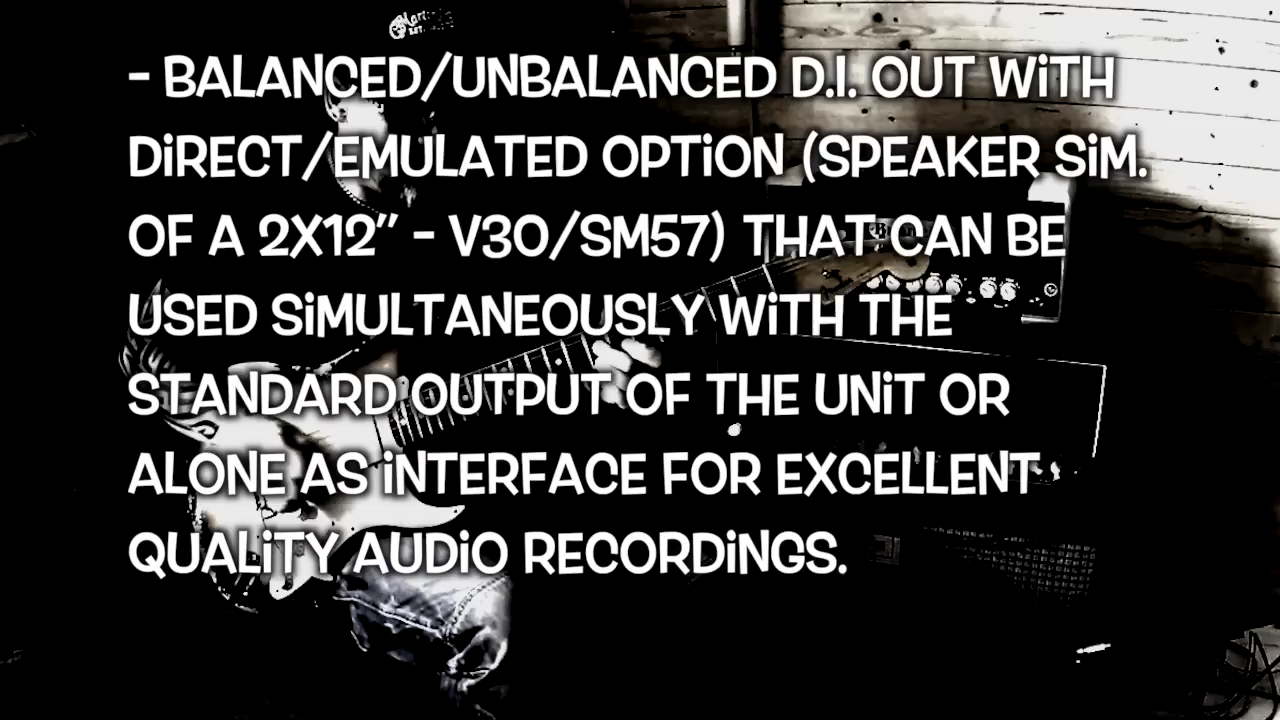 Martin
- BALANCED/UNBALANCED D.I. OUT WiTH
DiRECT/EMULATED OPTiON (SPEAKER SiM.
OF A 2X12" - V30/SM57) THAT CAN BE
USED SiMULTANEOUSLY WiTH THE
STANDARD OUTPUT OF THE UNiT OR
ALONE AS iNTERFACE FOR EXCELLENT
QUALiTY AUDiO RECORDiNGS.